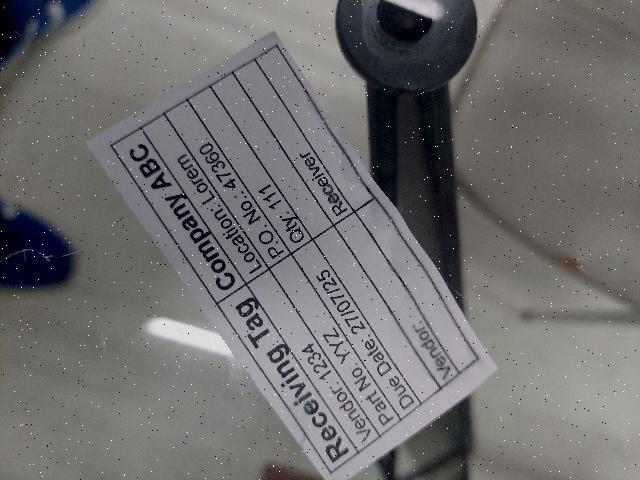 Receiving Tag Company ABC
Vendor: 1234 Location: Lorem
Part No: YYZ P.O. No.: 47360
Due Date: 27/07/25 Qty: 111
Vendor Receiver